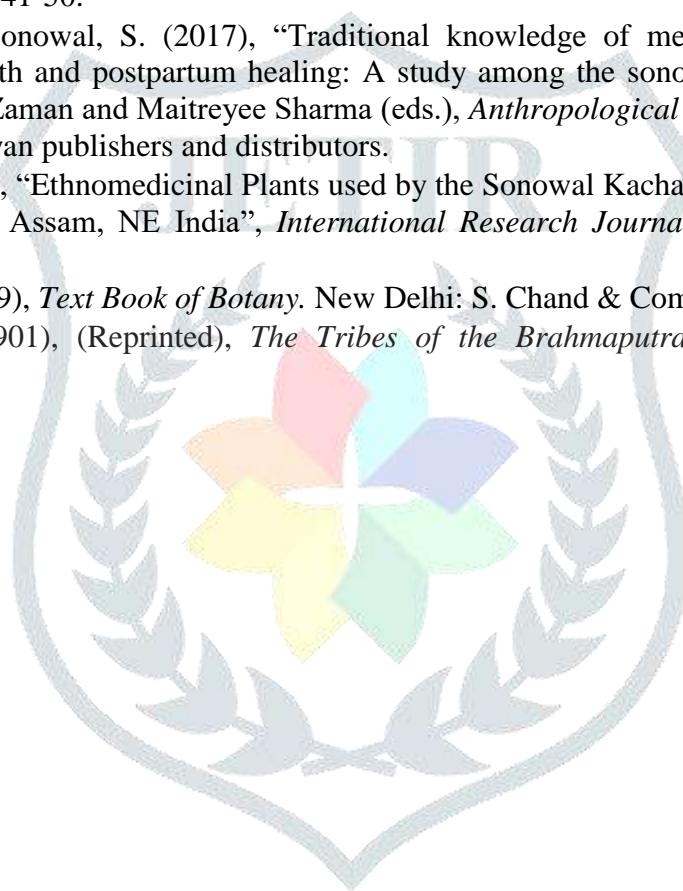 41-50.
onowal, S. (2017), “Traditional knowledge of me
th and postpartum healing: A study among the sono
Zaman and Maitreyee Sharma (eds.), Anthropological
van publishers and distributors.
, “Ethnomedicinal Plants used by the Sonowal Kacha
Assam, NE India”, International Research Journa
9), Text Book of Botany. New Delhi: S. Chand & Com
901), (Reprinted), The Tribes of the Brahmaputra
JETIR